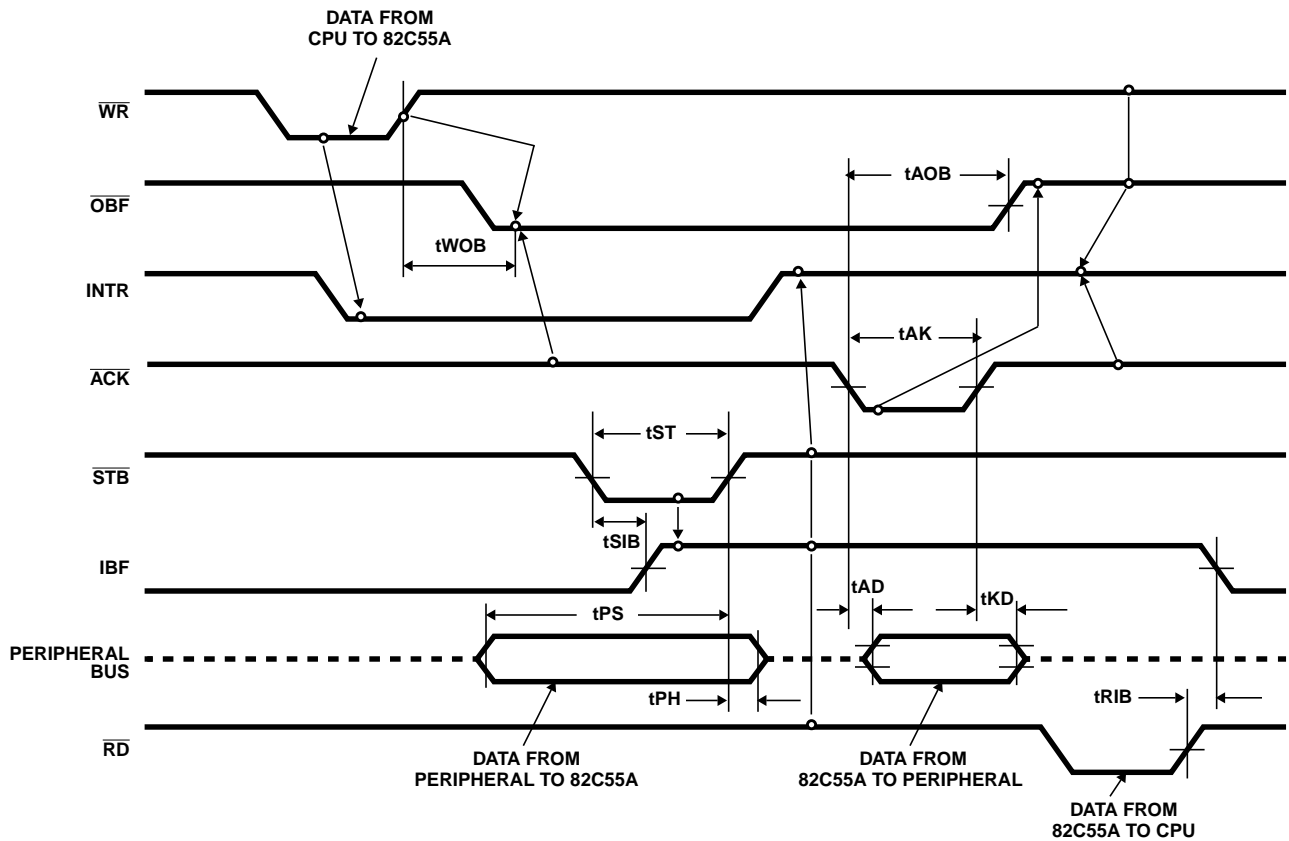 DATA FROM
CPU TO 82C55A
WR
tAOB
OBF
tWOB
INTR
tAK
ACK
tST
STB
tSIB
IBF
tAD
tKD
tPS
PERIPHERAL
BUS
tPH
tRIB
RD
DATA FROM
PERIPHERAL TO 82C55A
DATA FROM
82C55A TO PERIPHERAL
DATA FROM
82C55A TO CPU